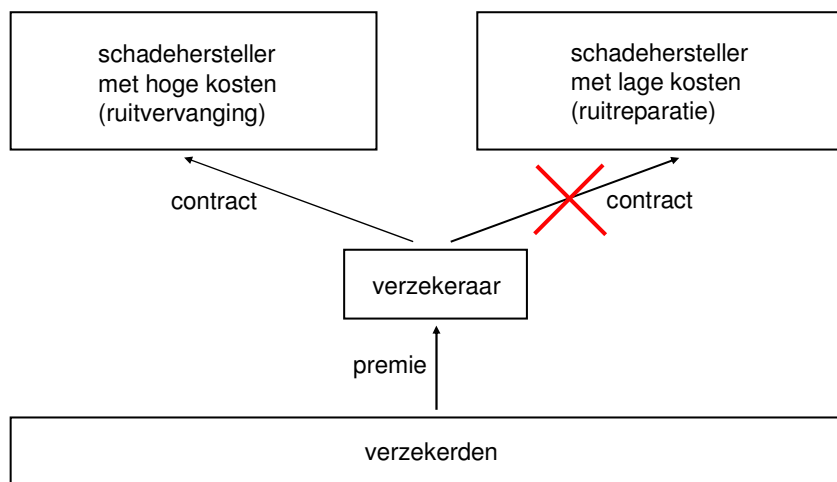 schadehersteller
met hoge kosten
(ruitvervanging)
schadehersteller
met lage kosten
(ruitreparatie)
contract
contract
verzekeraar
premie
verzekerden